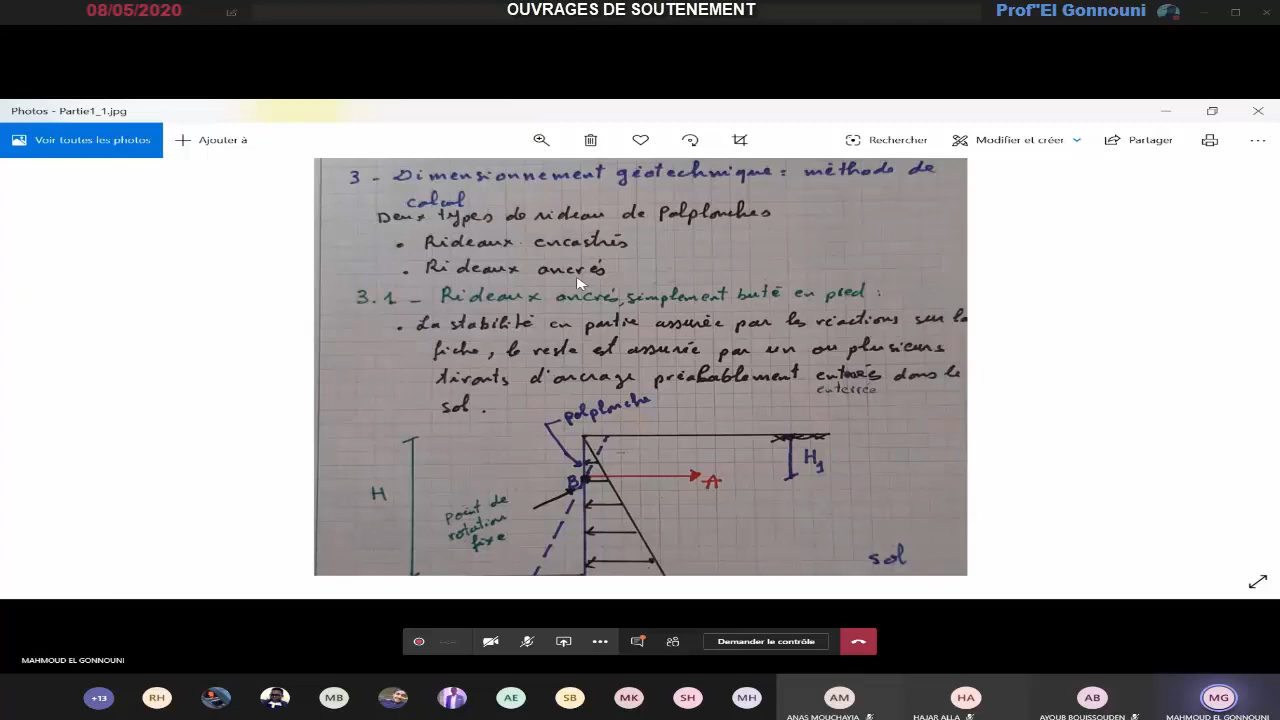 08/05/2020
OUVRAGES DE SOUTENEMENT
Prof"El Gonnouni
Photos - Partie1_1.jpg
Voir toutes les photos
Ajouter à
Rechercher
Modifier et créer
Partager
3 - Dimensionnement géotechnique : méthode de
calcul
Deux types de rideau de Palplanches
• Rideaux encastrés
• Rideaux ancrés
3.1 - Rideaux ancrés, simplement buté en pied :
• La stabilité en partie assurée par les réactions sur la
fiche, le reste est assurée par un ou plusieurs
tirants d'ancrage préalablement enterrés dans le
enterrée
sol.
palplanche
H1
B
A
H
point de
rotation
fixe
sol
Demander le contrôle
MAHMOUD EL GONNOUNI
+13
RH
MB
AE
SB
MK
SH
MH
AM
HA
AB
MG
ANAS MOUCHAYIA
HAJAR ALLA
AYOUB BOUISSOUDEN
MAHMOUD EL GONNOUNI